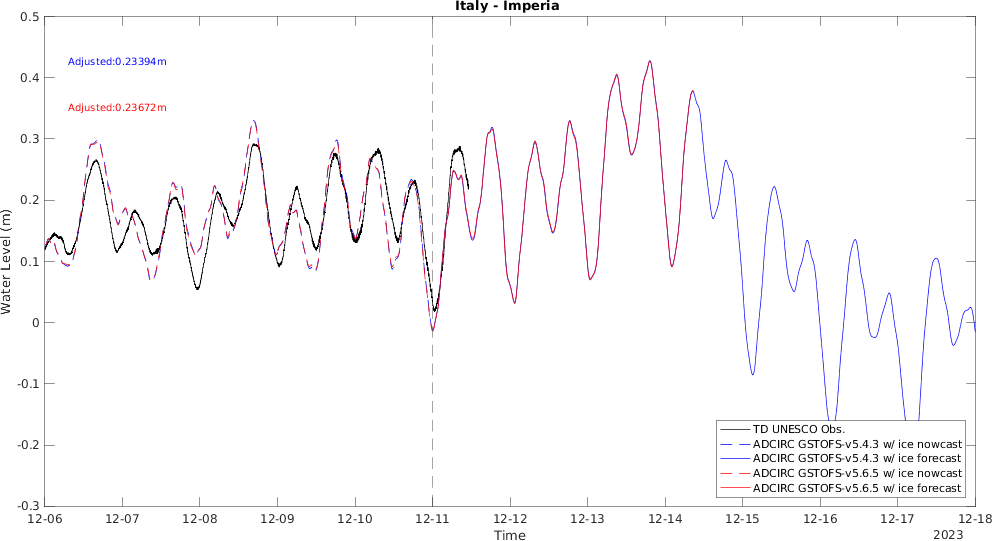 Italy - Imperia
Adjusted:0.23394m
Adjusted:0.23672m
Water Level (m)
0.5
0.4
0.3
0.2
0.1
0
-0.1
-0.2
-0.3
TD UNESCO Obs.
ADCIRC GSTOFS-v5.4.3 w/ ice nowcast
ADCIRC GSTOFS-v5.4.3 w/ ice forecast
ADCIRC GSTOFS-v5.6.5 w/ ice nowcast
ADCIRC GSTOFS-v5.6.5 w/ ice forecast
12-06 12-07 12-08 12-09 12-10 12-11 12-12 12-13 12-14 12-15 12-16 12-17 12-18
Time
2023